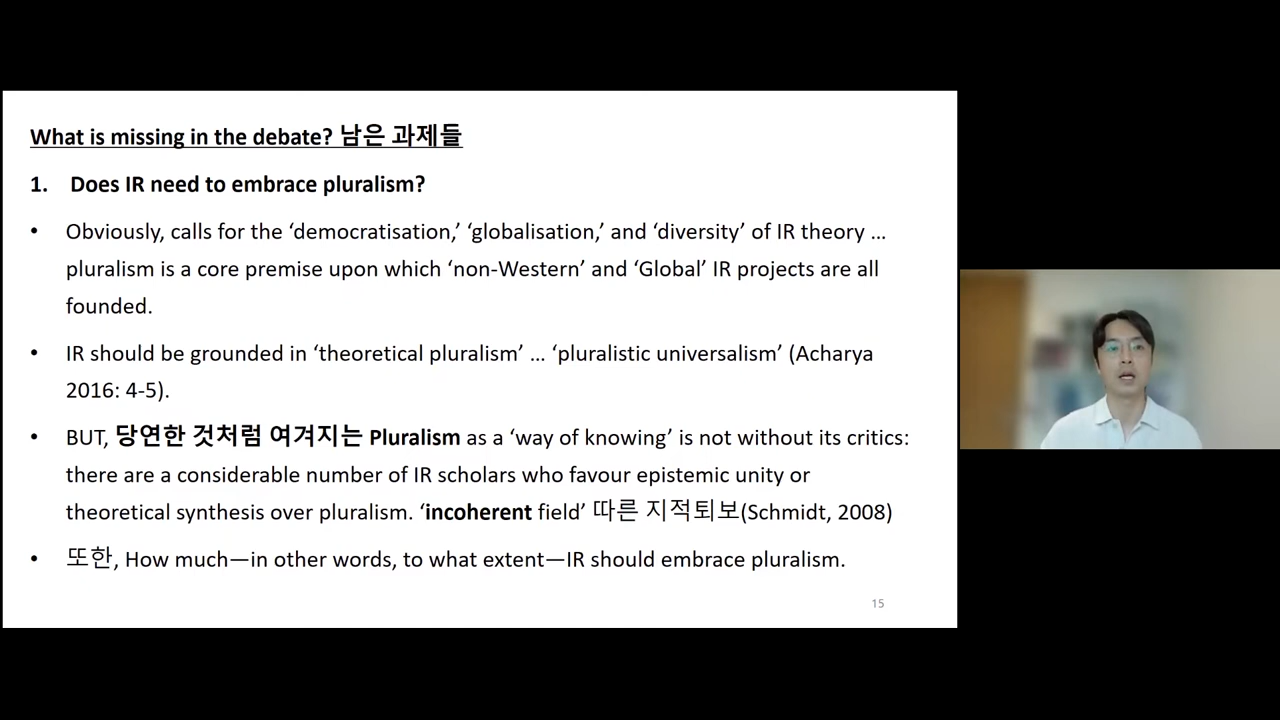 What is missing in the debate? 남은 과제들
1. Does IR need to embrace pluralism?
• Obviously, calls for the ‘democratisation,’ ‘globalisation,’ and ‘diversity’ of IR theory …
pluralism is a core premise upon which ‘non-Western’ and ‘Global’ IR projects are all
founded.
• IR should be grounded in ‘theoretical pluralism’ … ‘pluralistic universalism’ (Acharya
2016: 4-5).
• BUT, 당연한 것처럼 여겨지는 Pluralism as a ‘way of knowing’ is not without its critics:
there are a considerable number of IR scholars who favour epistemic unity or
theoretical synthesis over pluralism. ‘incoherent field’ 따른 지적퇴보(Schmidt, 2008)
• 또한, How much—in other words, to what extent—IR should embrace pluralism.
15